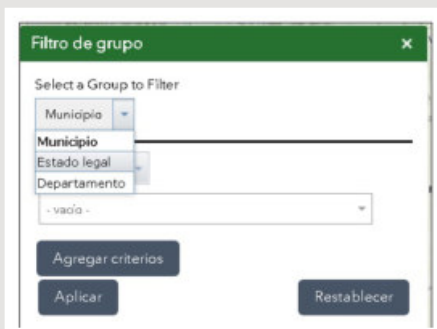 Filtro de grupo ×
Select a Group to Filter
Municipio
Municipio
Estado legal
Departamento
- vacío -
Agregar criterios
Aplicar Restablecer